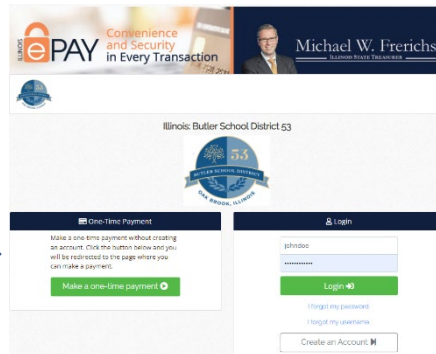 ILLINOIS
ePAY
Convenience
and Security
in Every Transaction
Michael W. Frerichs
ILLINOIS STATE TREASURER
Illinois: Butler School District 53
53
BUTLER SCHOOL DISTRICT
OAK BROOK, ILLINOIS
One-Time Payment
Make a one-time payment without creating
an account. Click the button below and you
will be redirected to the page where you
can make a payment.
Make a one-time payment
Login
johndoe
Login
I forgot my password
I forgot my username
Create an Account